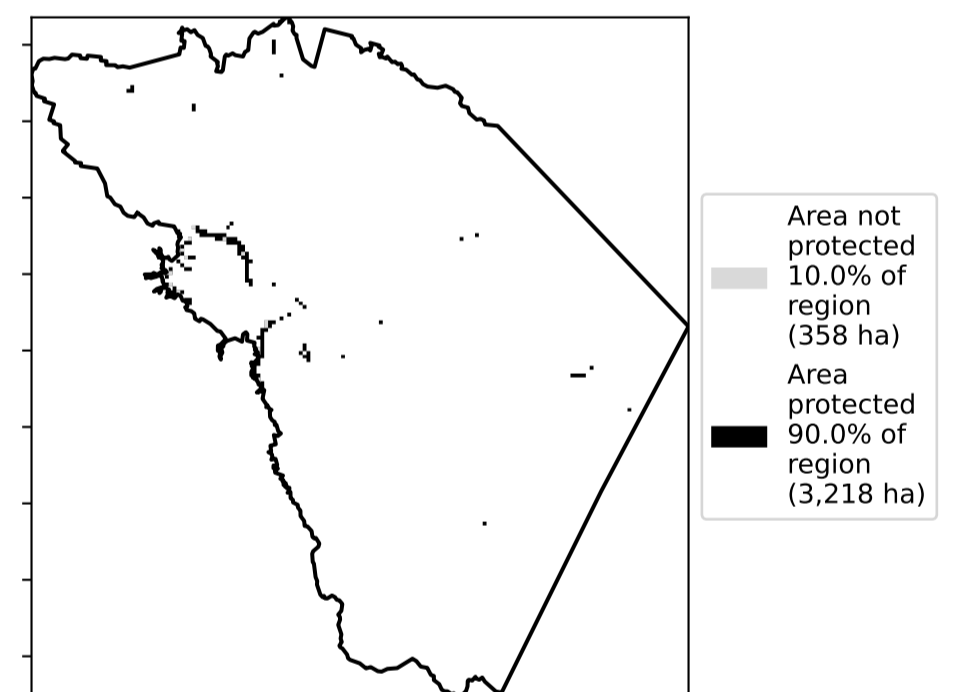 Area not
protected
10.0% of
region
(358 ha)
Area
protected
90.0% of
region
(3,218 ha)